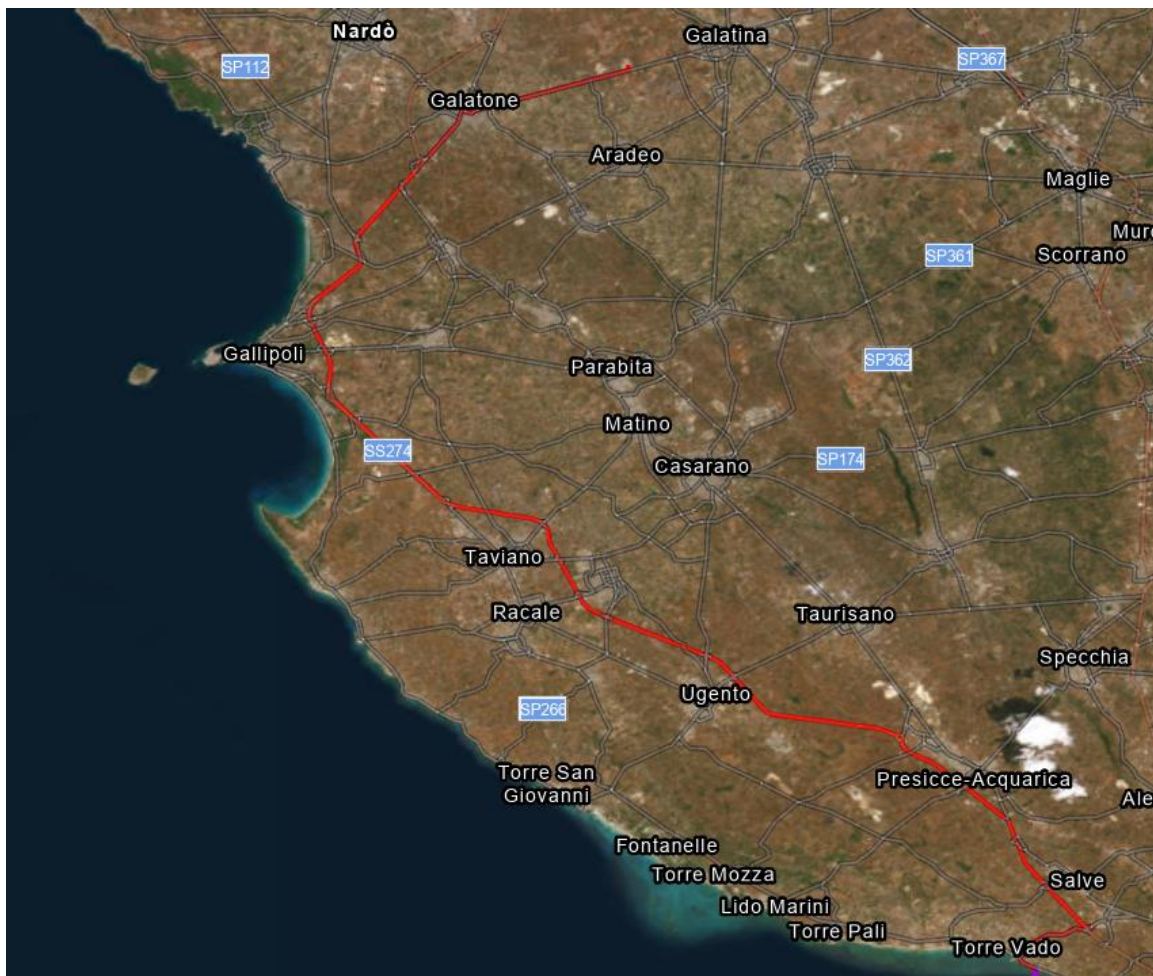 Nardò
Galatina
SP367
SP112
Galatone
Aradeo
Maglie
SP361
Scorrano
Gallipoli
SP362
Parabita
Matino
SS274
SP174
Casarano
Taviano
Racale
Taurisano
Specchia
Ugento
SP266
Torre San
Giovanni
Presicce-Acquarica
Ale
Fontanelle
Torre Mozza
Salve
Lido Marini
Torre Pali
Torre Vado